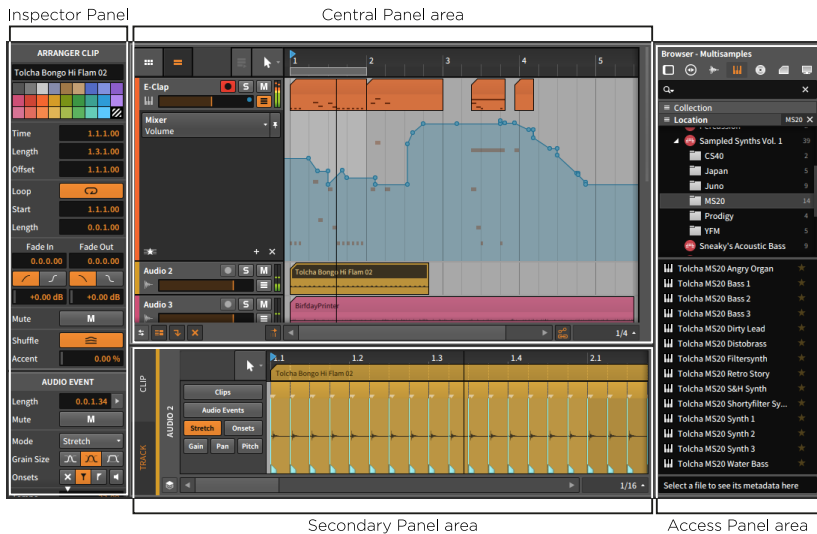 Inspector Panel
Central Panel area
ARRANGER CLIP
Tolcha Bongo Hi Flam 02
Time 1.1.1.00
Length 1.3.1.00
Offset 1.1.1.00
Loop
Start 1.1.1.00
Length 0.0.1.00
Fade In Fade Out
0.0.0.00 0.0.0.00
+0.00 dB +0.00 dB
Mute M
Shuffle
Accent 0.00 %
AUDIO EVENT
Length 0.0.1.34
Mute M
Mode Stretch
Grain Size
Onsets
1 2 3 4 5
E-Clap S M
Mixer
Volume
Audio 2 S M
Tolcha Bongo Hi Flam 02
Audio 3 S M
BirfdayPrinter
1/4
CLIP
TRACK
AUDIO 2
Clips
Audio Events
Stretch Onsets
Gain Pan Pitch
1.1 1.2 1.3 1.4 2.1
Tolcha Bongo Hi Flam 02
1/16
Browser - Multisamples
Collection
Location MS20
Sampled Synths Vol. 1 39
CS40 2
Japan 5
Juno 9
MS20 14
Prodigy 4
YFM 5
Sneaky's Acoustic Bass 9
Tolcha MS20 Angry Organ
Tolcha MS20 Bass 1
Tolcha MS20 Bass 2
Tolcha MS20 Bass 3
Tolcha MS20 Dirty Lead
Tolcha MS20 Distobrass
Tolcha MS20 Filtersynth
Tolcha MS20 Retro Story
Tolcha MS20 S&H Synth
Tolcha MS20 Shortyfilter Sy...
Tolcha MS20 Synth 1
Tolcha MS20 Synth 2
Tolcha MS20 Synth 3
Tolcha MS20 Water Bass
Select a file to see its metadata here
Secondary Panel area
Access Panel area